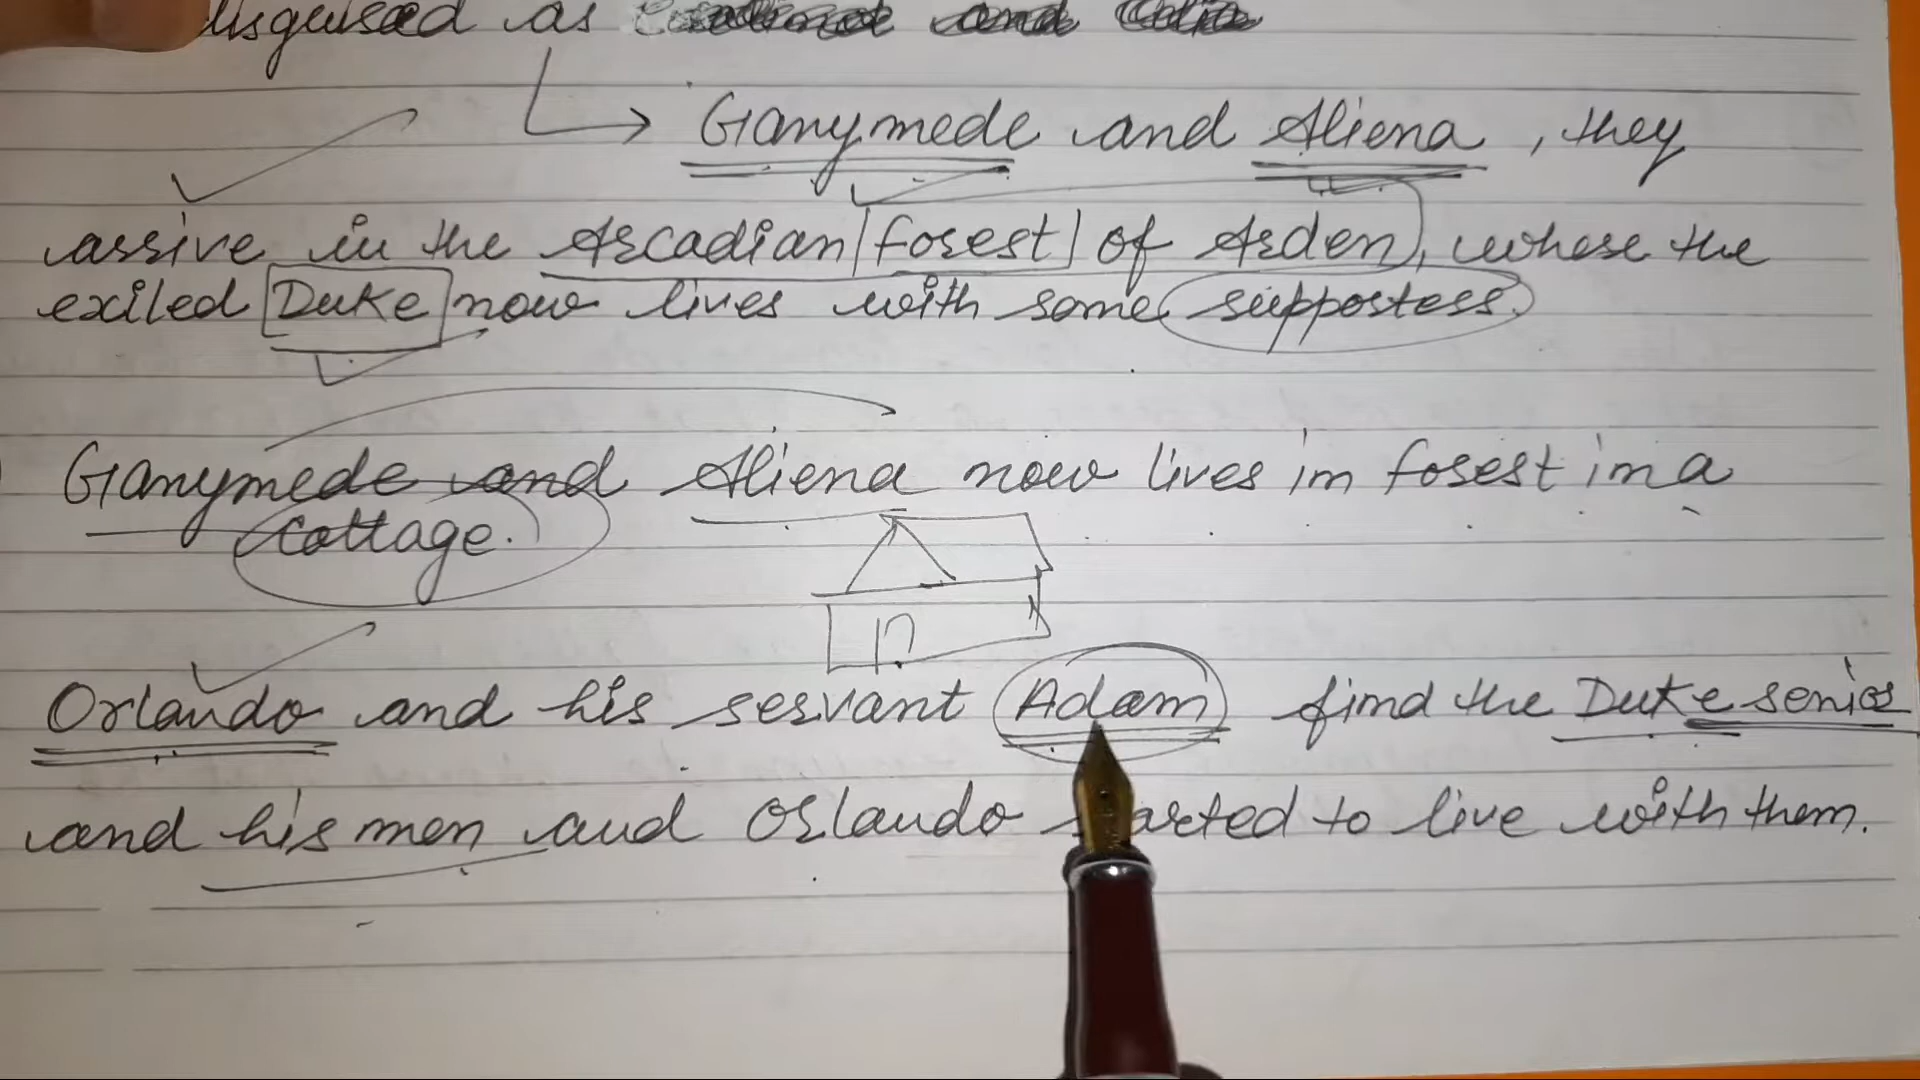 disguised as
Ganymede and Aliena, they
arrive in the Arcadian forest of Arden, where the
exiled Duke now lives with some supporters.
Ganymede and Aliena now lives in forest in a
cottage.
Orlando and his servant Adam find the Duke senior
and his men and Orlando started to live with them.